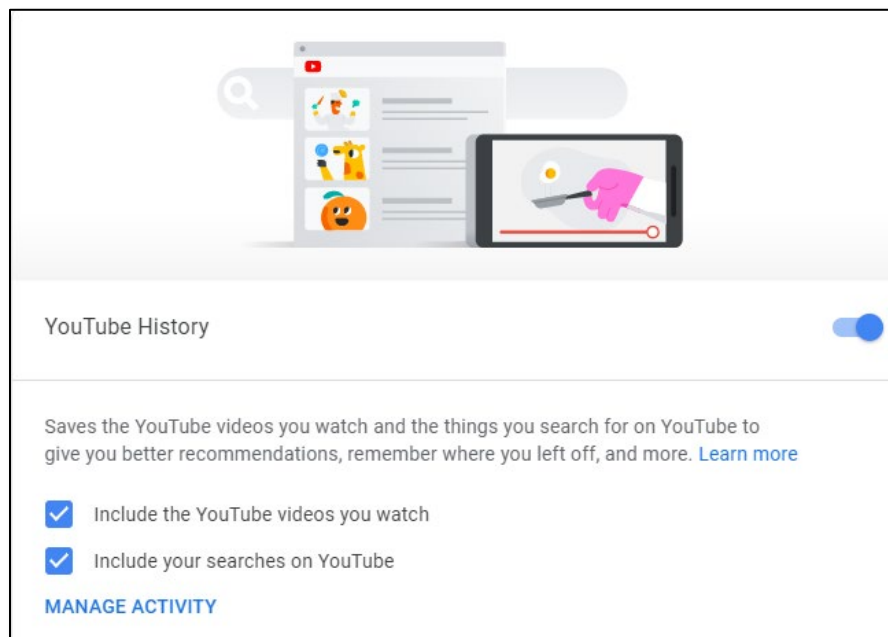 YouTube History
Saves the YouTube videos you watch and the things you search for on YouTube to
give you better recommendations, remember where you left off, and more. Learn more
Include the YouTube videos you watch
Include your searches on YouTube
MANAGE ACTIVITY